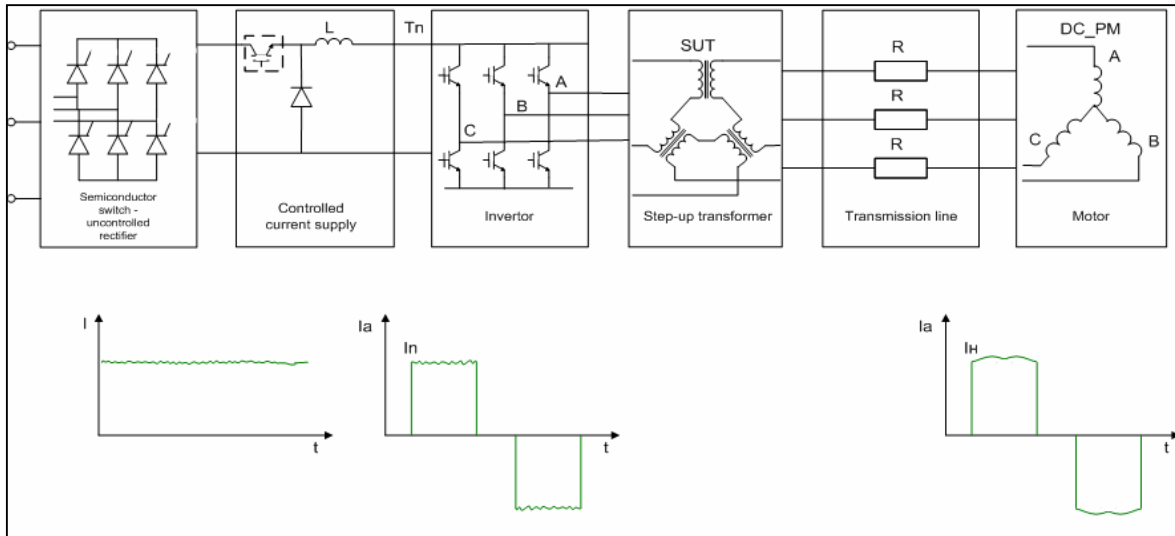 L
Tn
A
B
C
SUT
R
R
R
DC_PM
A
C
B
Semiconductor
switch -
uncontrolled
rectifier
Controlled
current supply
Invertor
Step-up transformer
Transmission line
Motor
I
t
Ia
In
t
Ia
Iн
t